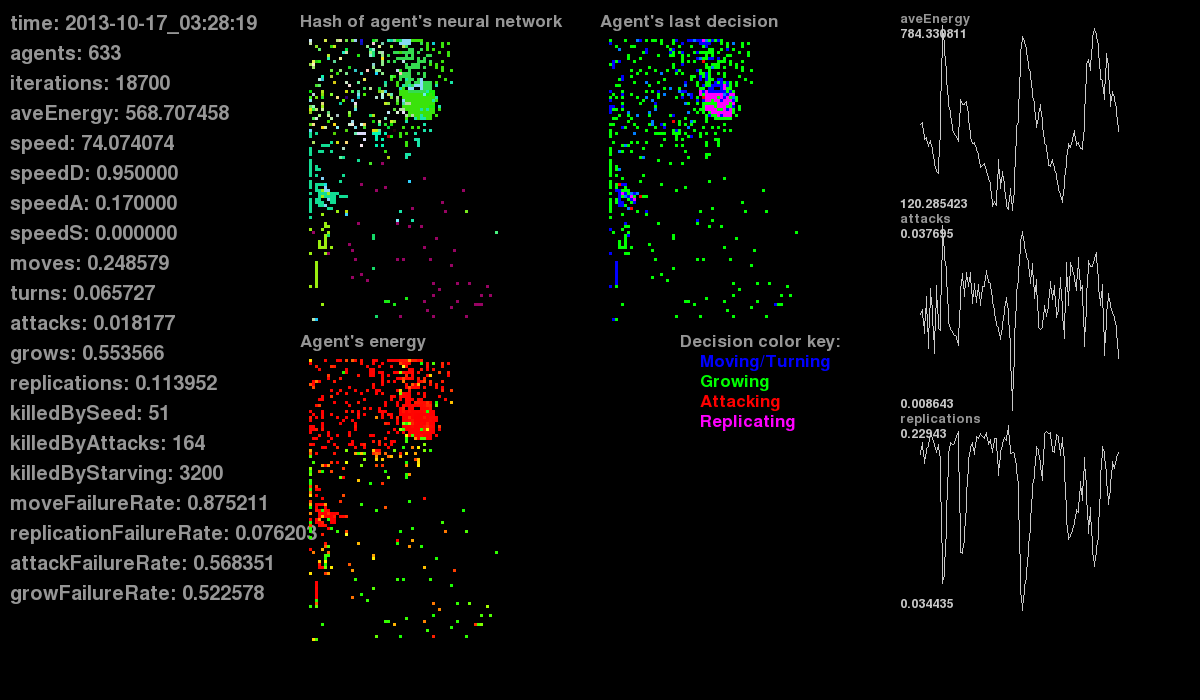 time: 2013-10-17_03:28:19
agents: 633
iterations: 18700
aveEnergy: 568.707458
speed: 74.074074
speedD: 0.950000
speedA: 0.170000
speedS: 0.000000
moves: 0.248579
turns: 0.065727
attacks: 0.018177
grows: 0.553566
replications: 0.113952
killedBySeed: 51
killedByAttacks: 164
killedByStarving: 3200
moveFailureRate: 0.875211
replicationFailureRate: 0.076203
attackFailureRate: 0.568351
growFailureRate: 0.522578
Hash of agent's neural network
Agent's last decision
Agent's energy
Decision color key:
Moving/Turning
Growing
Attacking
Replicating
aveEnergy
784.330811
120.285423
attacks
0.037695
0.008643
replications
0.22943
0.034435